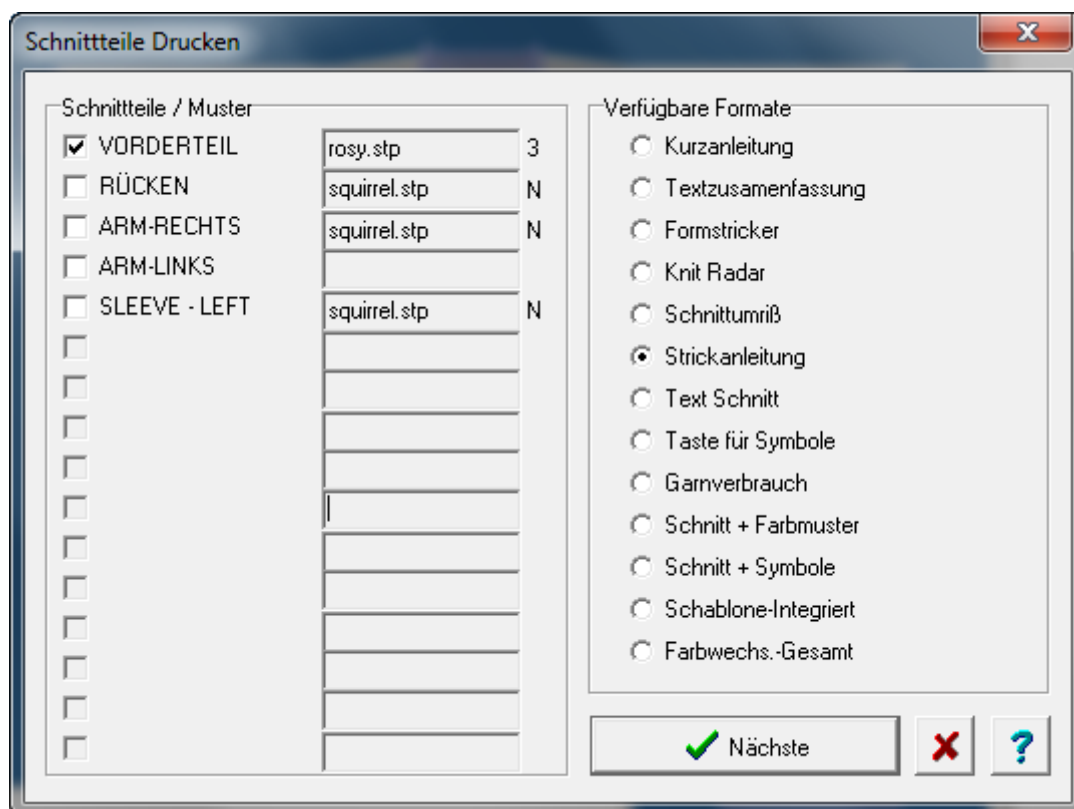 Schnittteile Drucken
Schnittteile / Muster
VORDERTEIL rosy.stp 3
RÜCKEN squirrel.stp N
ARM-RECHTS squirrel.stp N
ARM-LINKS
SLEEVE - LEFT squirrel.stp N
Verfügbare Formate
Kurzanleitung
Textzusamenfassung
Formstricker
Knit Radar
Schnittumriß
Strickanleitung
Text Schnitt
Taste für Symbole
Garnverbrauch
Schnitt + Farbmuster
Schnitt + Symbole
Schablone-Integriert
Farbwechs.-Gesamt
Nächste